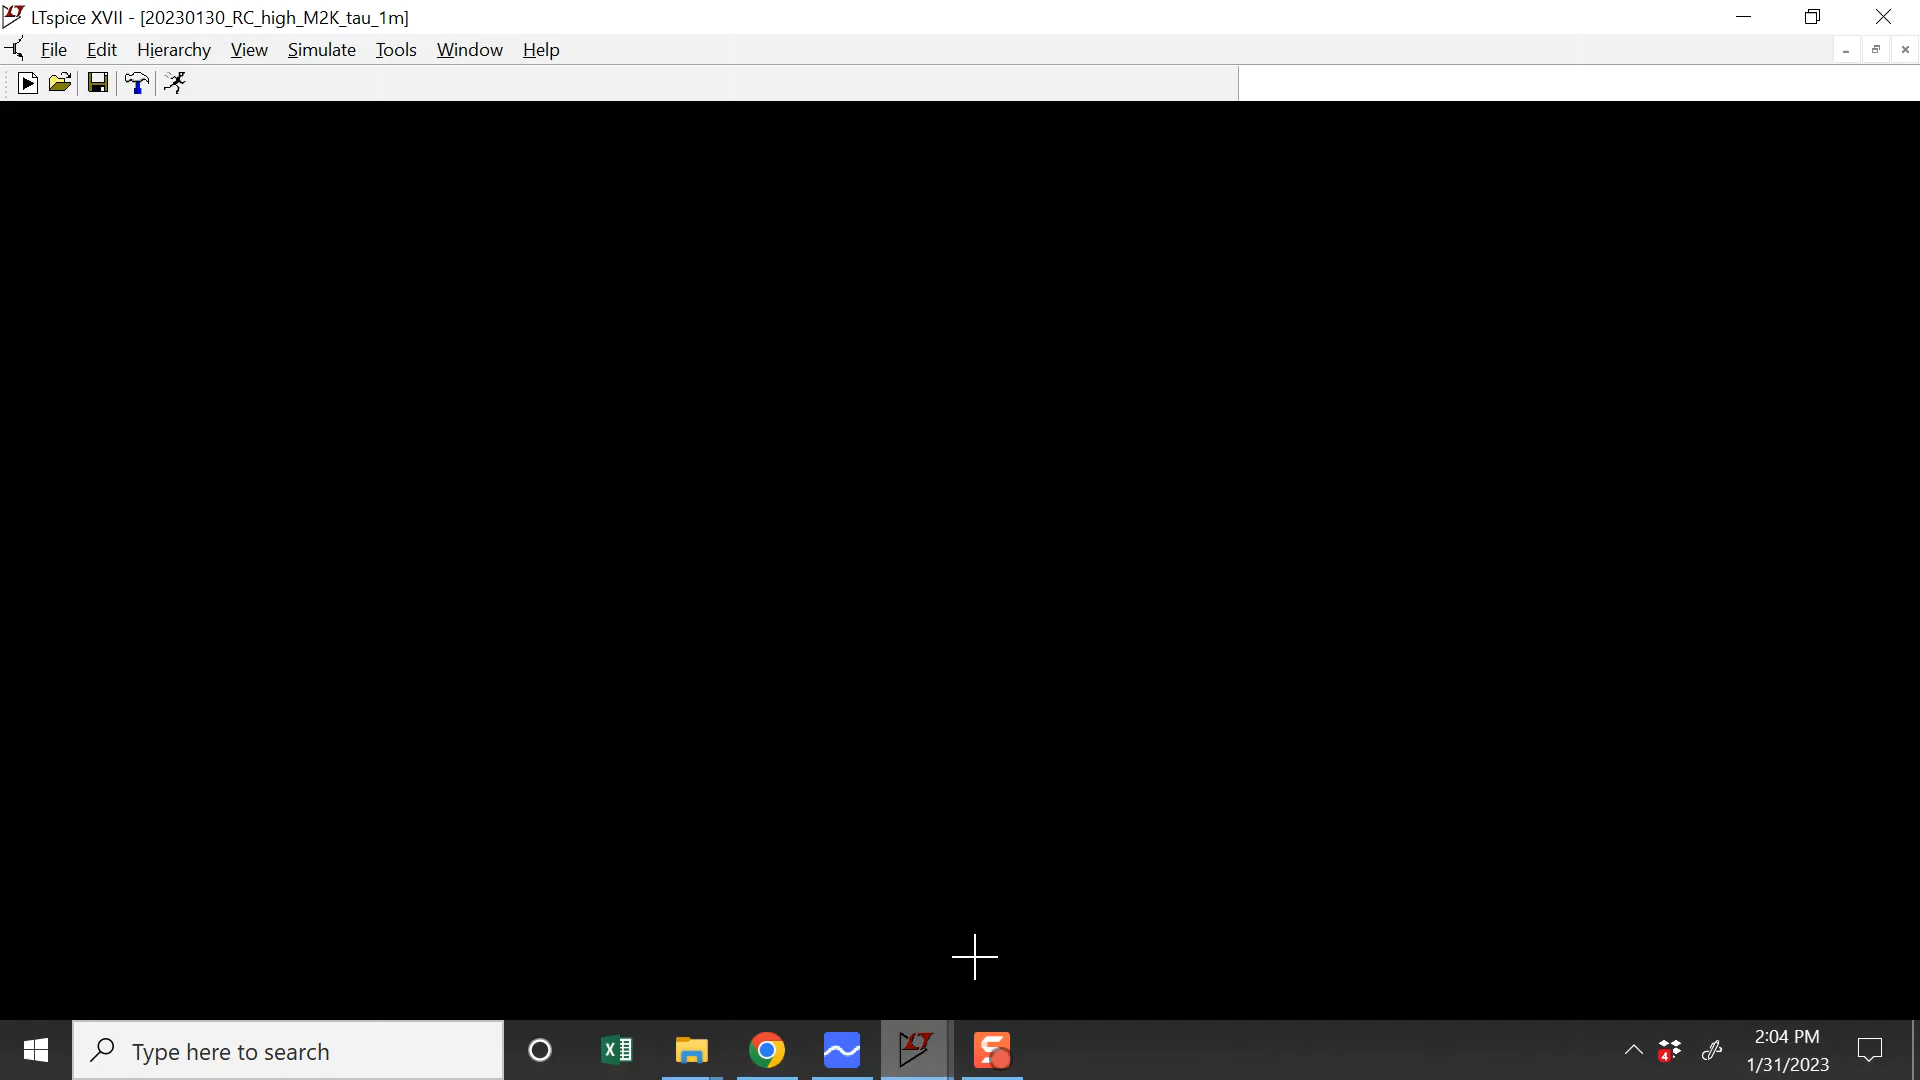 LTspice XVII - [20230130_RC_high_M2K_tau_1m]
File Edit Hierarchy View Simulate Tools Window Help
Type here to search
4
2:04 PM
1/31/2023